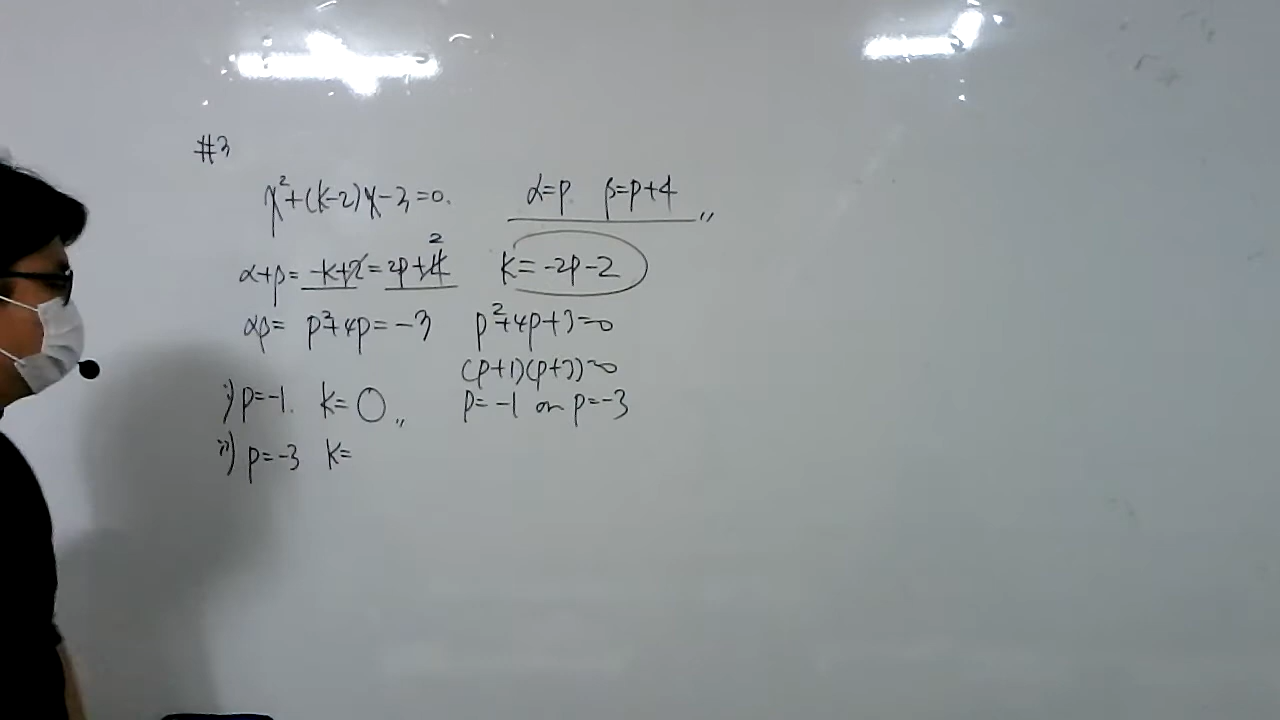 #3
x²+(k-2)x-3=0. α=p. β=p+4 〃
α+β= -k+2=2p+4 2 k=-2p-2
αβ= p²+4p=-3 p²+4p+3=0
(p+1)(p+3)=0
i) p=-1. k= 0 〃 p=-1 or p=-3
ii) p=-3 k=